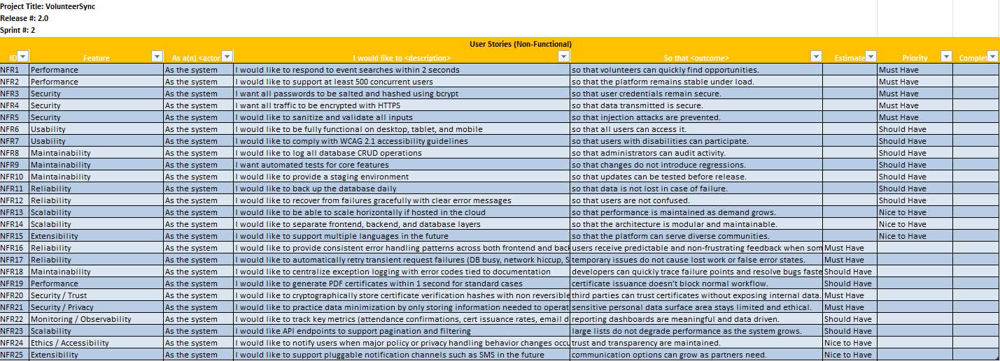 Project Title: VolunteerSync
Release #: 2.0
Sprint #: 2
User Stories (Non-Functional)
ID Feature As a(n) <actor I would like to <description> So that <outcome> Estimate Priority Complet
NFR1 Performance As the system I would like to respond to event searches within 2 seconds so that volunteers can quickly find opportunities. Must Have
NFR2 Performance As the system I would like to support at least 500 concurrent users so that the platform remains stable under load. Must Have
NFR3 Security As the system I want all passwords to be salted and hashed using bcrypt so that user credentials remain secure. Must Have
NFR4 Security As the system I want all traffic to be encrypted with HTTPS so that data transmitted is secure. Must Have
NFR5 Security As the system I would like to sanitize and validate all inputs so that injection attacks are prevented. Must Have
NFR6 Usability As the system I would like to be fully functional on desktop, tablet, and mobile so that all users can access it. Should Have
NFR7 Usability As the system I would like to comply with WCAG 2.1 accessibility guidelines so that users with disabilities can participate. Should Have
NFR8 Maintainability As the system I would like to log all database CRUD operations so that administrators can audit activity. Should Have
NFR9 Maintainability As the system I want automated tests for core features so that changes do not introduce regressions. Should Have
NFR10 Maintainability As the system I would like to provide a staging environment so that updates can be tested before release. Should Have
NFR11 Reliability As the system I would like to back up the database daily so that data is not lost in case of failure. Should Have
NFR12 Reliability As the system I would like to recover from failures gracefully with clear error messages so that users are not confused. Should Have
NFR13 Scalability As the system I would like to be able to scale horizontally if hosted in the cloud so that performance is maintained as demand grows. Nice to Have
NFR14 Scalability As the system I would like to separate frontend, backend, and database layers so that the architecture is modular and maintainable. Nice to Have
NFR15 Extensibility As the system I would like to support multiple languages in the future so that the platform can serve diverse communities. Nice to Have
NFR16 Reliability As the system I would like to provide consistent error handling patterns across both frontend and back users receive predictable and non-frustrating feedback when som Must Have
NFR17 Reliability As the system I would like to automatically retry transient request failures (DB busy, network hiccup, S temporary issues do not cause lost work or false error states. Must Have
NFR18 Maintainability As the system I would like to centralize exception logging with error codes tied to documentation developers can quickly trace failure points and resolve bugs faste Should Have
NFR19 Performance As the system I would like to generate PDF certificates within 1 second for standard cases certificate issuance doesn't block normal workflow. Should Have
NFR20 Security / Trust As the system I would like to cryptographically store certificate verification hashes with non reversible third parties can trust certificates without exposing internal data. Must Have
NFR21 Security / Privacy As the system I would like to practice data minimization by only storing information needed to operat sensitive personal data surface area stays limited and ethical. Must Have
NFR22 Monitoring / Observability As the system I would like to track key metrics (attendance confirmations, cert issuance rates, email d reporting dashboards are meaningful and data driven. Should Have
NFR23 Scalability As the system I would like API endpoints to support pagination and filtering large lists do not degrade performance as the system grows. Should Have
NFR24 Ethics / Accessibility As the system I would like to notify users when major policy or privacy handling behavior changes occu trust and transparency are maintained. Nice to Have
NFR25 Extensibility As the system I would like to support pluggable notification channels such as SMS in the future communication options can grow as partners need. Nice to Have